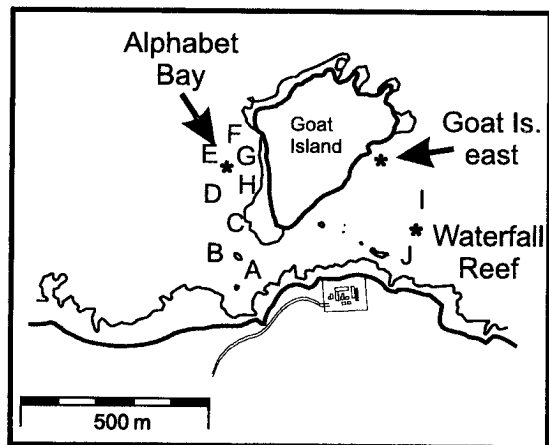 Alphabet
Bay
F
E
G
H
D
C
B
A
Goat
Island
Goat Is.
east
I
Waterfall
Reef
J
500 m